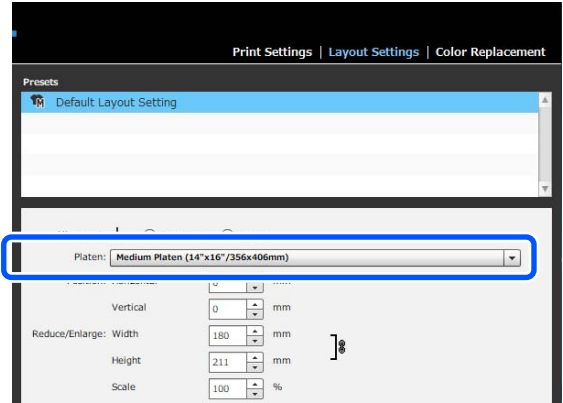 Print Settings | Layout Settings | Color Replacement
Presets
M Default Layout Setting
Platen: Medium Platen (14"x16"/356x406mm)
Vertical 0 mm
Reduce/Enlarge: Width 180 mm
Height 211 mm
Scale 100 %